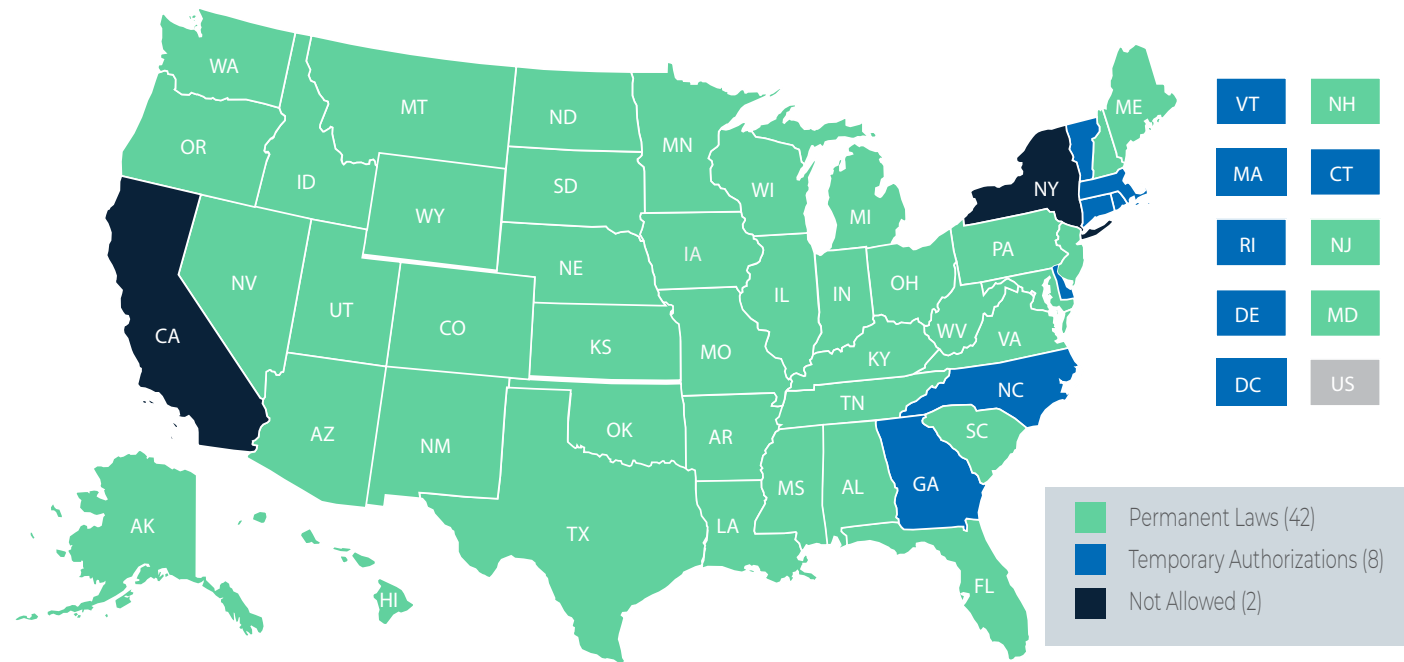 WA
MT
ND
MN
ME
OR
ID
SD
WI
MI
NY
WY
NV
UT
CO
NE
IA
IL
IN
OH
PA
CA
KS
MO
KY
WV
VA
AZ
NM
OK
AR
TN
NC
SC
TX
LA
MS
AL
GA
FL
AK
HI
VT NH
MA CT
RI NJ
DE MD
DC US
Permanent Laws (42)
Temporary Authorizations (8)
Not Allowed (2)